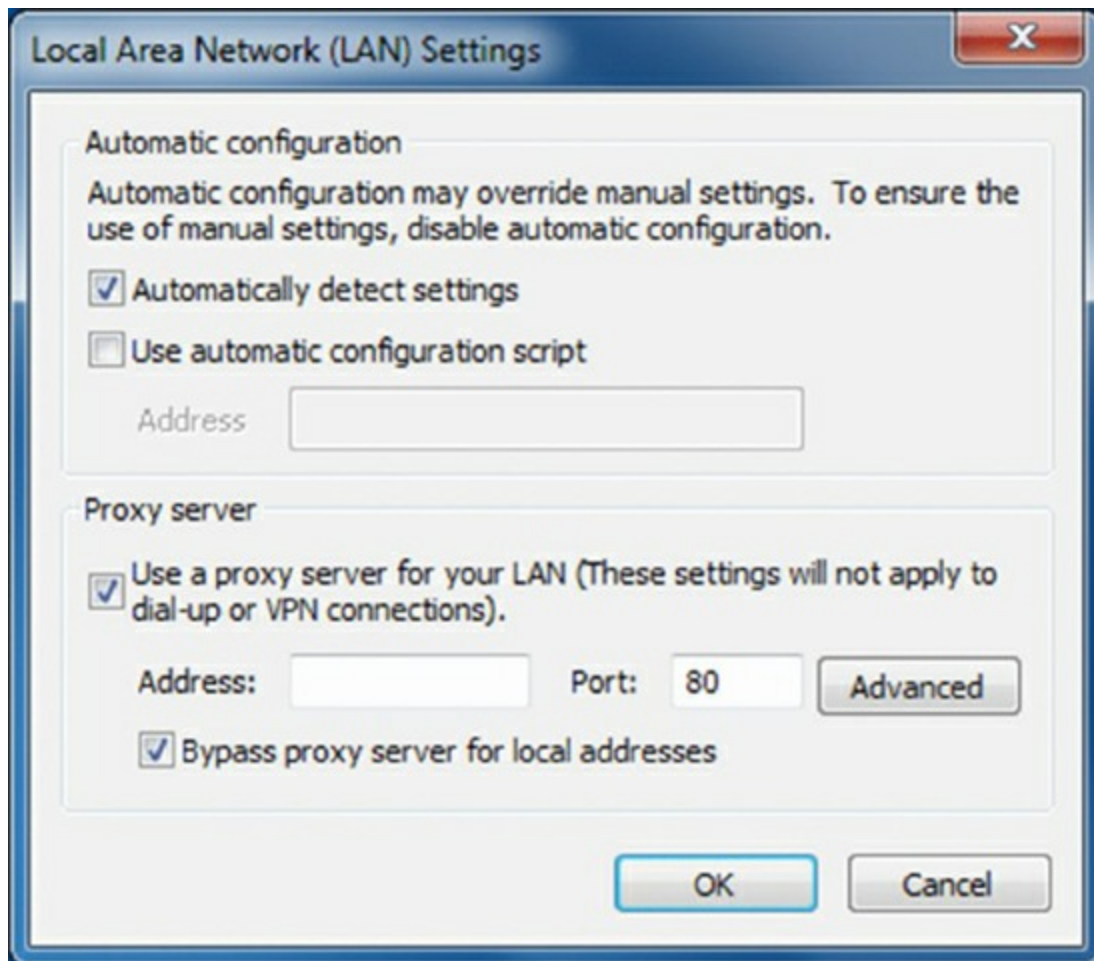 Local Area Network (LAN) Settings
Automatic configuration
Automatic configuration may override manual settings. To ensure the
use of manual settings, disable automatic configuration.
Automatically detect settings
Use automatic configuration script
Address
Proxy server
Use a proxy server for your LAN (These settings will not apply to
dial-up or VPN connections).
Address: Port: 80 Advanced
Bypass proxy server for local addresses
OK Cancel